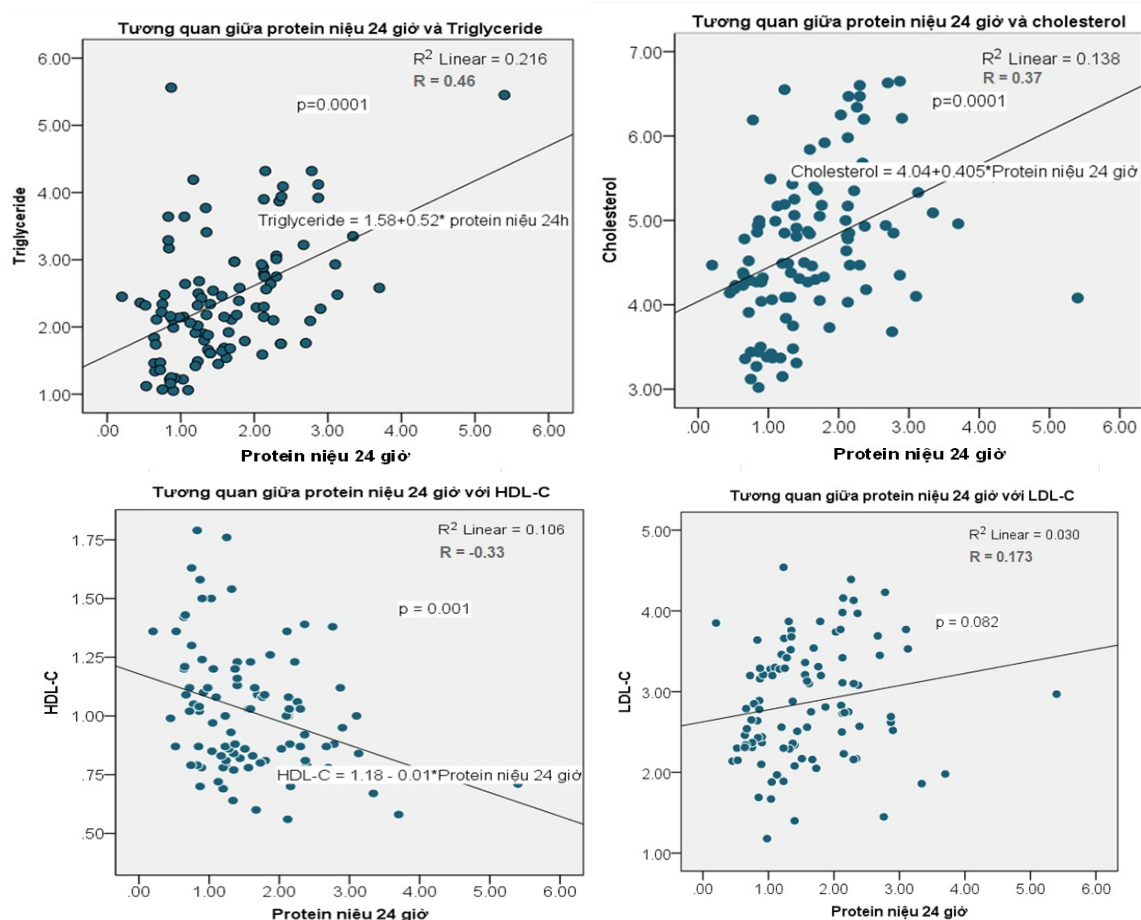 Tương quan giữa protein niệu 24 giờ và Triglyceride
R² Linear = 0.216
R = 0.46
p=0.0001
Triglyceride = 1.58+0.52* protein niệu 24h
Triglyceride
6.00
5.00
4.00
3.00
2.00
1.00
.00 1.00 2.00 3.00 4.00 5.00 6.00
Protein niệu 24 giờ
Tương quan giữa protein niệu 24 giờ và cholesterol
R² Linear = 0.138
R = 0.37
p=0.0001
Cholesterol = 4.04+0.405*Protein niệu 24 giờ
Cholesterol
7.00
6.00
5.00
4.00
3.00
.00 1.00 2.00 3.00 4.00 5.00 6.00
Protein niệu 24 giờ
Tương quan giữa protein niệu 24 giờ với HDL-C
R² Linear = 0.106
R = -0.33
p = 0.001
HDL-C = 1.18 - 0.01*Protein niệu 24 giờ
HDL-C
1.75
1.50
1.25
1.00
.75
.50
.00 1.00 2.00 3.00 4.00 5.00 6.00
Protein niệu 24 giờ
Tương quan giữa protein niệu 24 giờ với LDL-C
R² Linear = 0.030
R = 0.173
p = 0.082
LDL-C
5.00
4.00
3.00
2.00
1.00
.00 1.00 2.00 3.00 4.00 5.00 6.00
Protein niệu 24 giờ